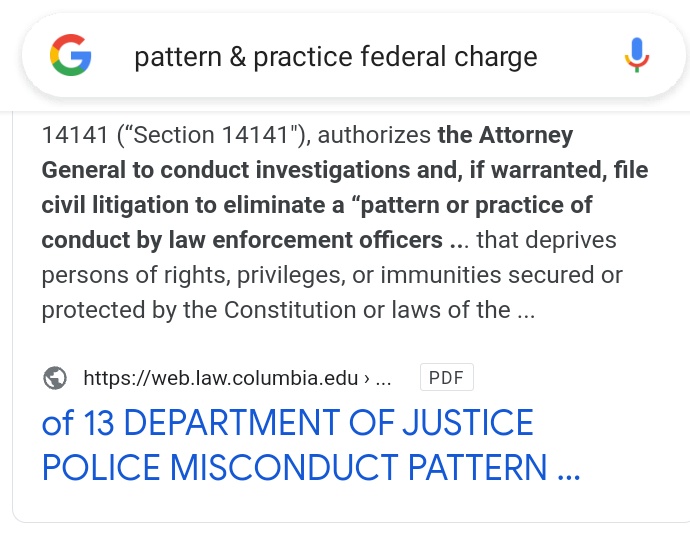 pattern & practice federal charge
14141 (“Section 14141"), authorizes the Attorney
General to conduct investigations and, if warranted, file
civil litigation to eliminate a “pattern or practice of
conduct by law enforcement officers ... that deprives
persons of rights, privileges, or immunities secured or
protected by the Constitution or laws of the ...
https://web.law.columbia.edu › ... PDF
of 13 DEPARTMENT OF JUSTICE
POLICE MISCONDUCT PATTERN ...